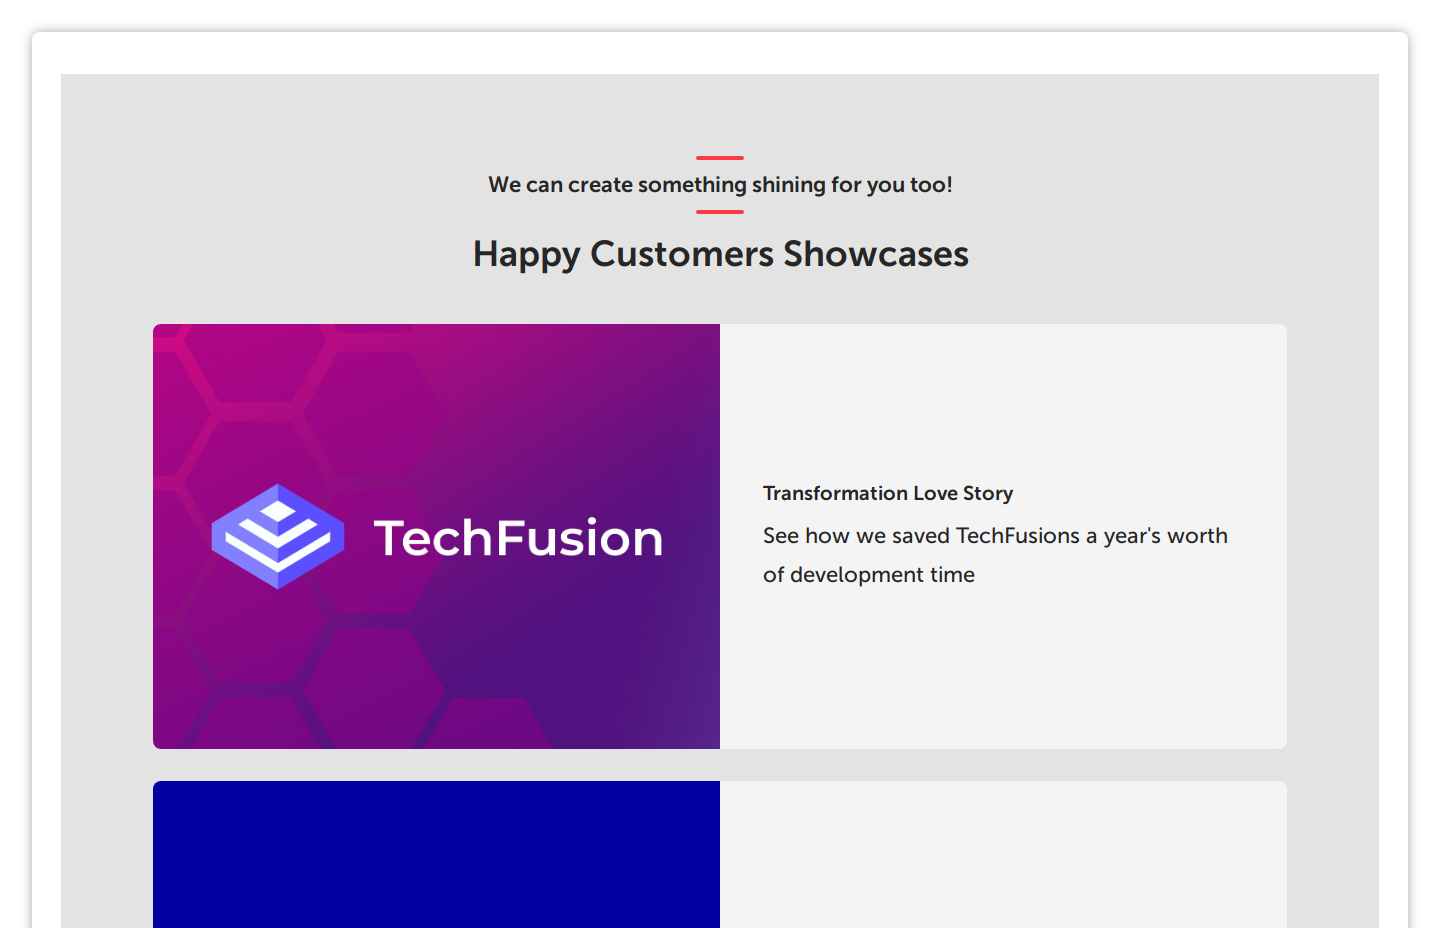 We can create something shining for you too!
Happy Customers Showcases
TechFusion
Transformation Love Story
See how we saved TechFusions a year's worth
of development time